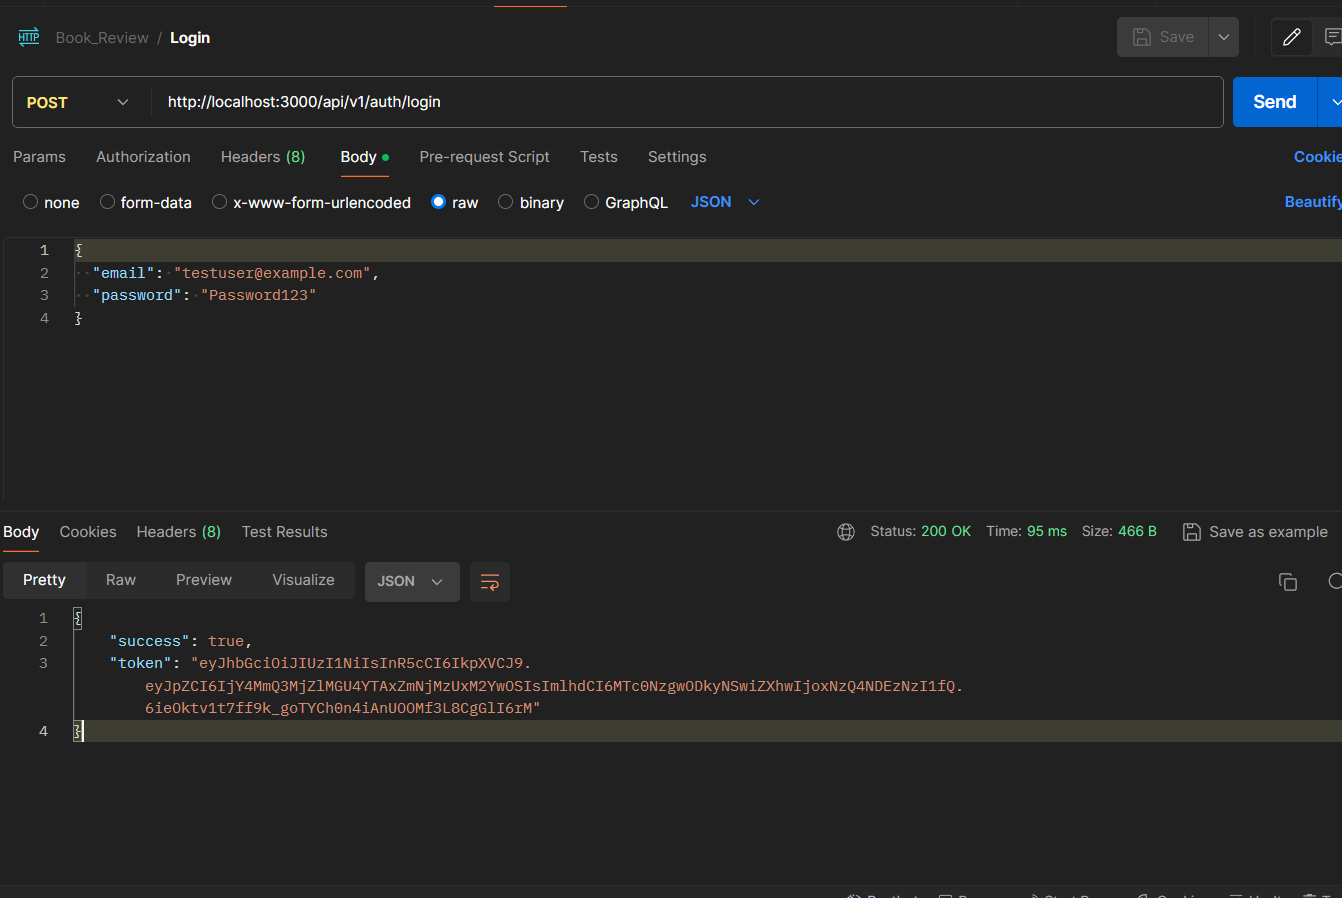 HTTP Book_Review / Login Save
POST http://localhost:3000/api/v1/auth/login Send
Params Authorization Headers (8) Body Pre-request Script Tests Settings Cookie
none form-data x-www-form-urlencoded raw binary GraphQL JSON Beautify
1 {
2 "email": "testuser@example.com",
3 "password": "Password123"
4 }
Body Cookies Headers (8) Test Results Status: 200 OK Time: 95 ms Size: 466 B Save as example
Pretty Raw Preview Visualize JSON
1 {
2 "success": true,
3 "token": "eyJhbGciOiJIUzI1NiIsInR5cCI6IkpXVCJ9.
eyJpZCI6IjY4MmQ3MjZlMGU4YTAxZmNjMzUxM2YwOSIsImlhdCI6MTc0NzgwODkyNSwiZXhwIjoxNzQ4NDEzNzI1fQ.
6ieOktv1t7ff9k_goTYCh0n4iAnUOOMf3L8CgGlI6rM"
4 }